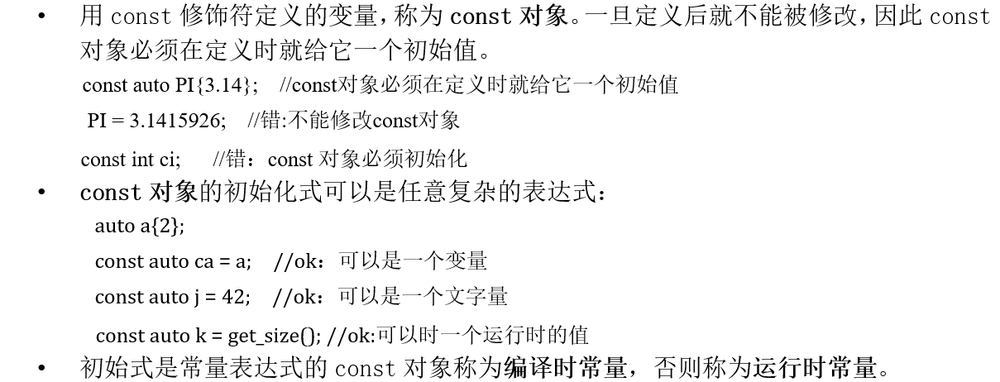 • 用 const 修饰符定义的变量，称为 const 对象。一旦定义后就不能被修改，因此 const
对象必须在定义时就给它一个初始值。
const auto PI{3.14};    //const对象必须在定义时就给它一个初始值
PI = 3.1415926;    //错:不能修改const对象
const int ci;    //错：const 对象必须初始化
• const 对象的初始化式可以是任意复杂的表达式：
auto a{2};
const auto ca = a;    //ok：可以是一个变量
const auto j = 42;    //ok：可以是一个文字量
const auto k = get_size(); //ok:可以时一个运行时的值
• 初始式是常量表达式的 const 对象称为编译时常量，否则称为运行时常量。